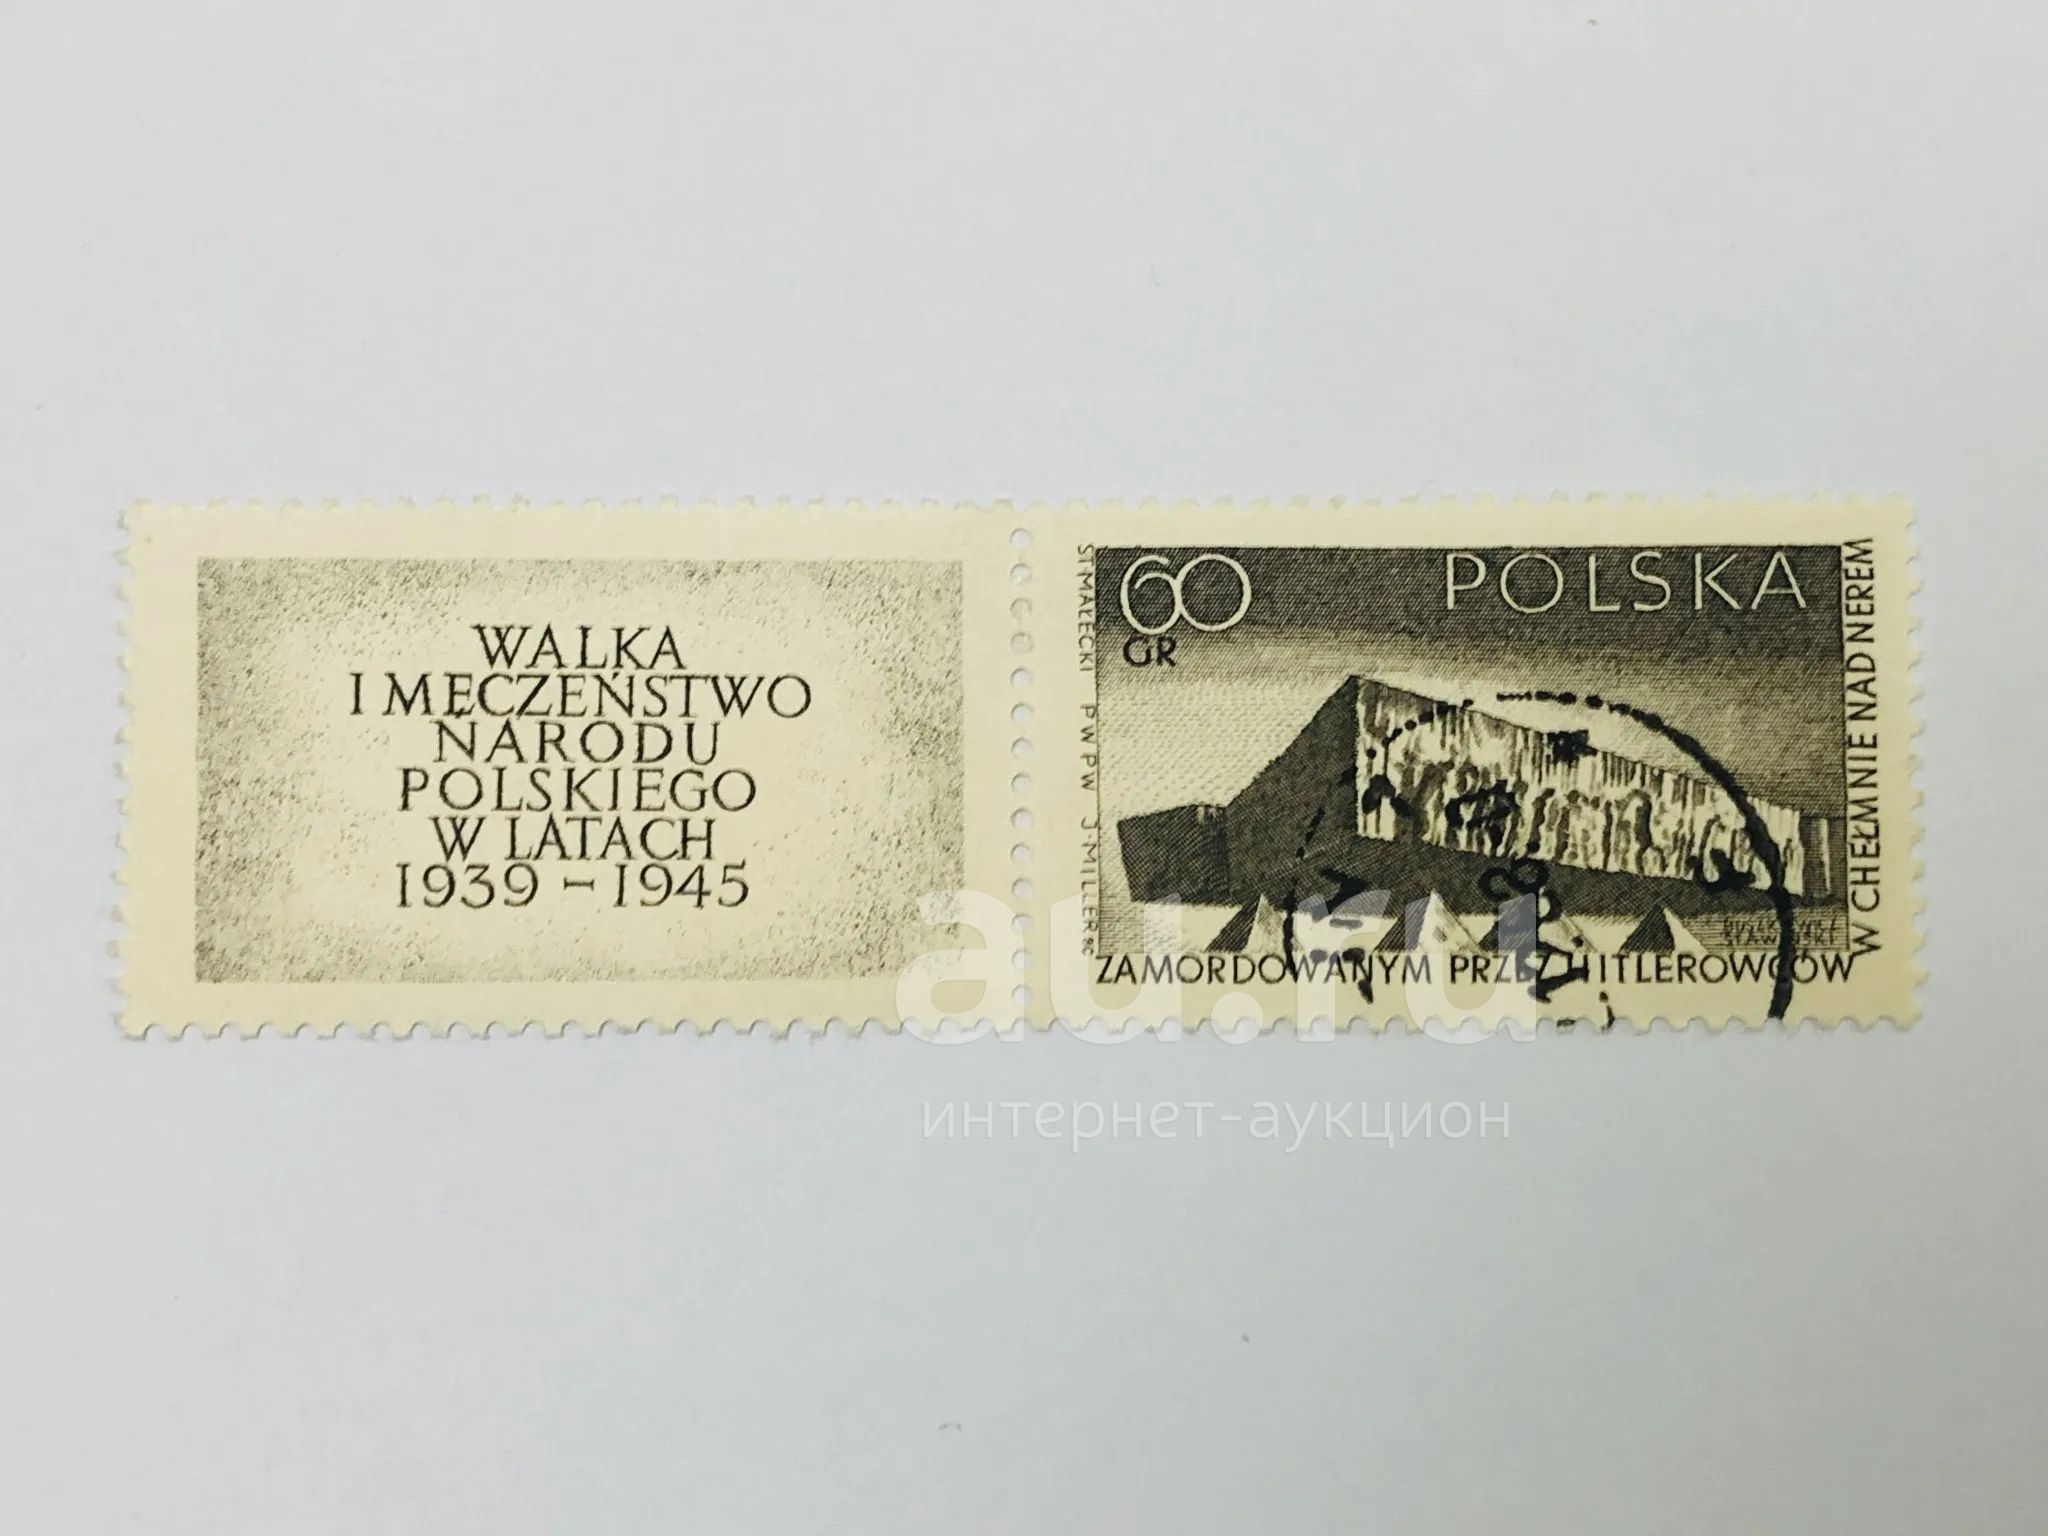 WALKA
I MĘCZEŃSTWO
NARODU
POLSKIEGO
W LATACH
1939 – 1945
60
GR
POLSKA
ST·MAŁECKI PWPW J·MILLER SC
ZAMORDOWANYM PRZEZ HITLEROWCÓW
W CHEŁMNIE NAD NEREM
au.ru
интернет-аукцион